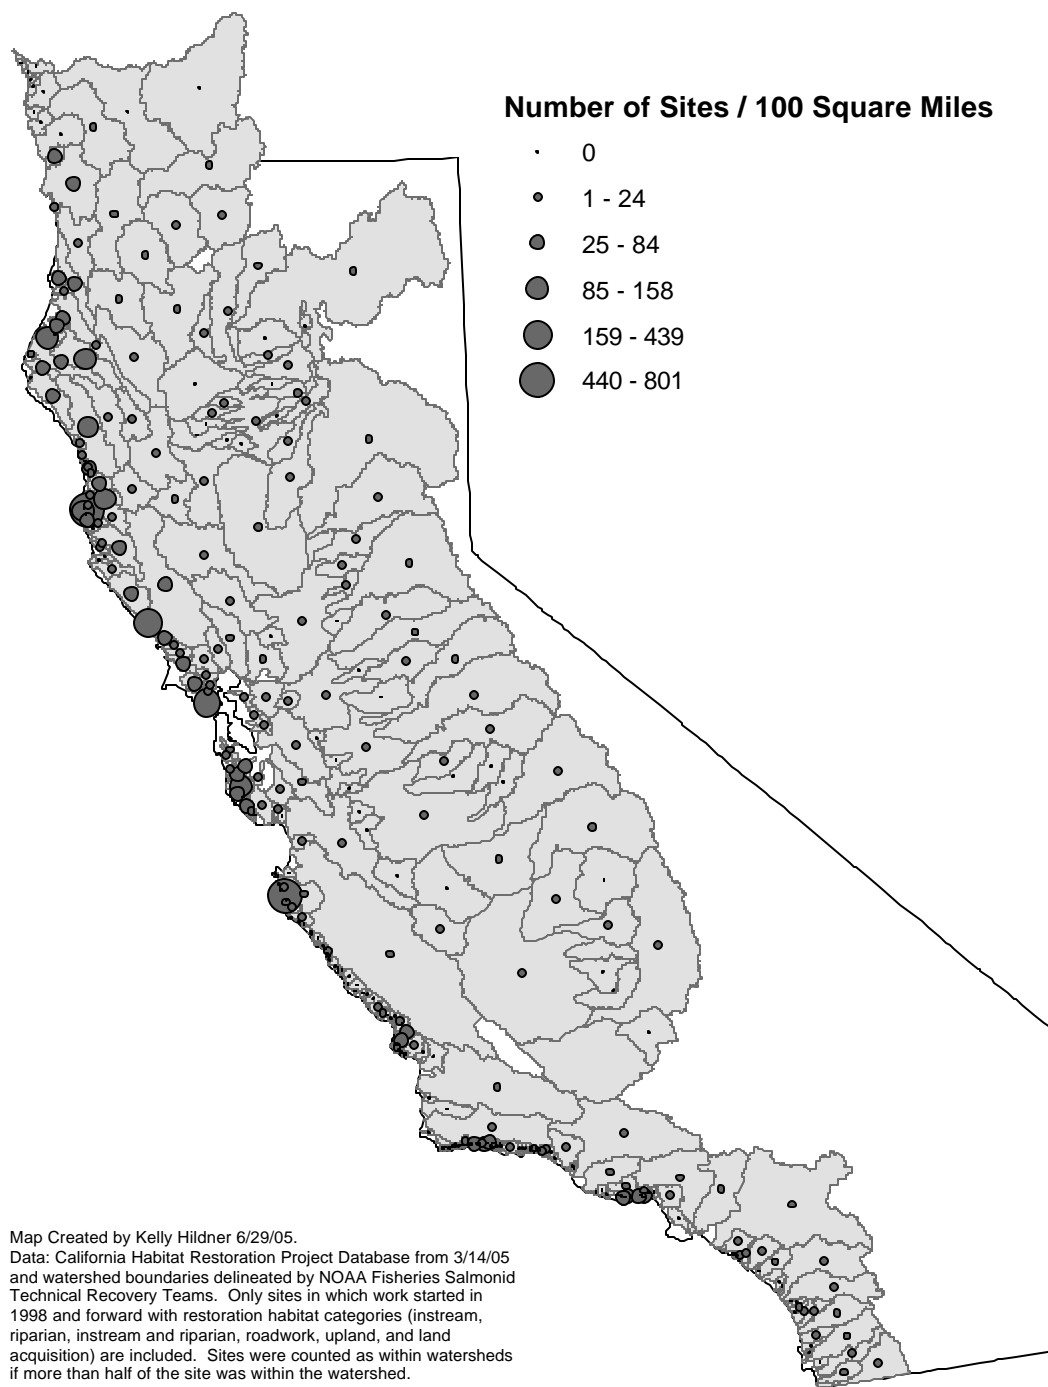 Number of Sites / 100 Square Miles
0
1 - 24
25 - 84
85 - 158
159 - 439
440 - 801
Map Created by Kelly Hildner 6/29/05.
Data: California Habitat Restoration Project Database from 3/14/05
and watershed boundaries delineated by NOAA Fisheries Salmonid
Technical Recovery Teams.  Only sites in which work started in
1998 and forward with restoration habitat categories (instream,
riparian, instream and riparian, roadwork, upland, and land
acquisition) are included.  Sites were counted as within watersheds
if more than half of the site was within the watershed.